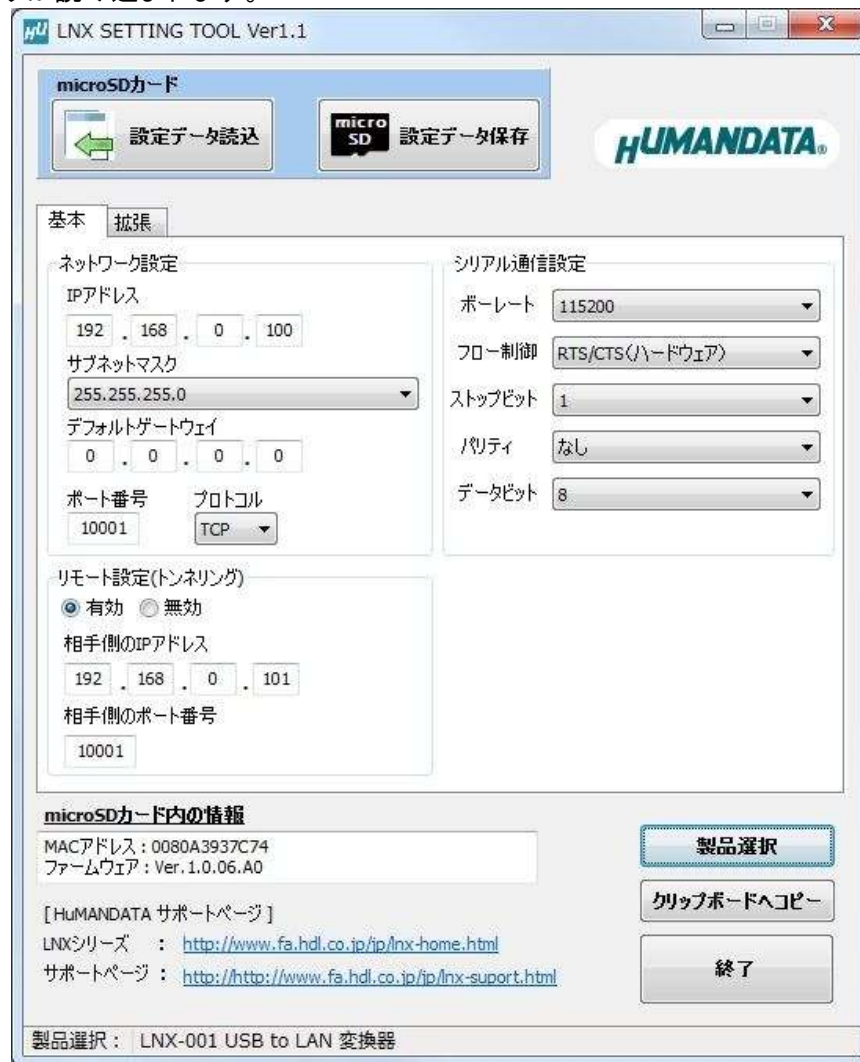 LNX SETTING TOOL Ver1.1
microSDカード
設定データ読込
micro SD 設定データ保存
HUMANDATA®
基本 拡張
ネットワーク設定
IPアドレス
192 . 168 . 0 . 100
サブネットマスク
255.255.255.0
デフォルトゲートウェイ
0 . 0 . 0 . 0
ポート番号 プロトコル
10001 TCP
シリアル通信設定
ボーレート 115200
フロー制御 RTS/CTS(ハードウェア)
ストップビット 1
パリティ なし
データビット 8
リモート設定(トンネリング)
有効 無効
相手側のIPアドレス
192 . 168 . 0 . 101
相手側のポート番号
10001
microSDカード内の情報
MACアドレス : 0080A3937C74
ファームウェア : Ver.1.0.06.A0
[ HuMANDATA サポートページ ]
LNXシリーズ : http://www.fa.hdl.co.jp/jp/lnx-home.html
サポートページ : http://http://www.fa.hdl.co.jp/jp/lnx-suport.html
製品選択
クリップボードへコピー
終了
製品選択 : LNX-001 USB to LAN 変換器